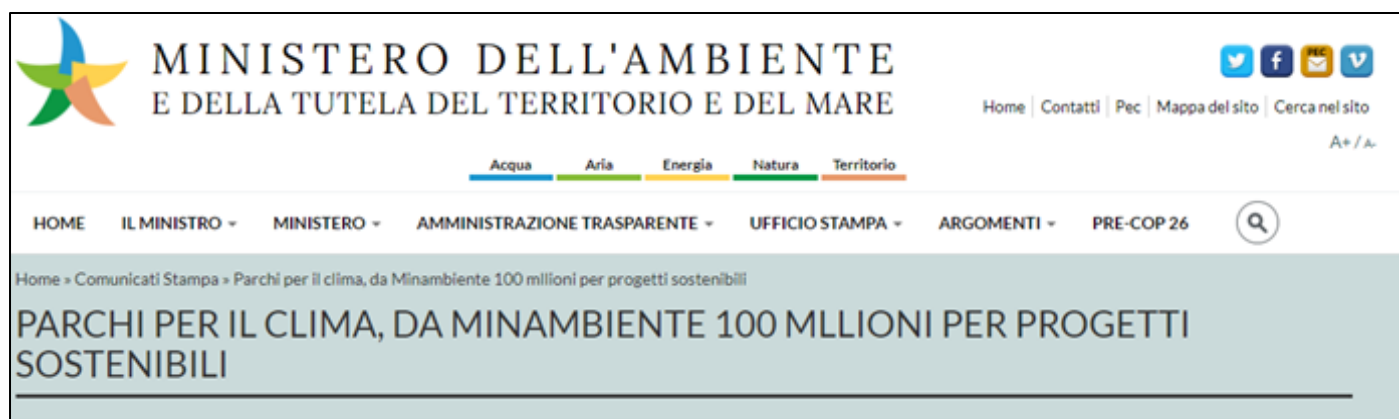 MINISTERO DELL'AMBIENTE
E DELLA TUTELA DEL TERRITORIO E DEL MARE
PEC
Home | Contatti | Pec | Mappa del sito | Cerca nel sito
A+ / A-
Acqua Aria Energia Natura Territorio
HOME IL MINISTRO MINISTERO AMMINISTRAZIONE TRASPARENTE UFFICIO STAMPA ARGOMENTI PRE-COP 26
Home » Comunicati Stampa » Parchi per il clima, da Minambiente 100 mllioni per progetti sostenibili
PARCHI PER IL CLIMA, DA MINAMBIENTE 100 MLLIONI PER PROGETTI
SOSTENIBILI